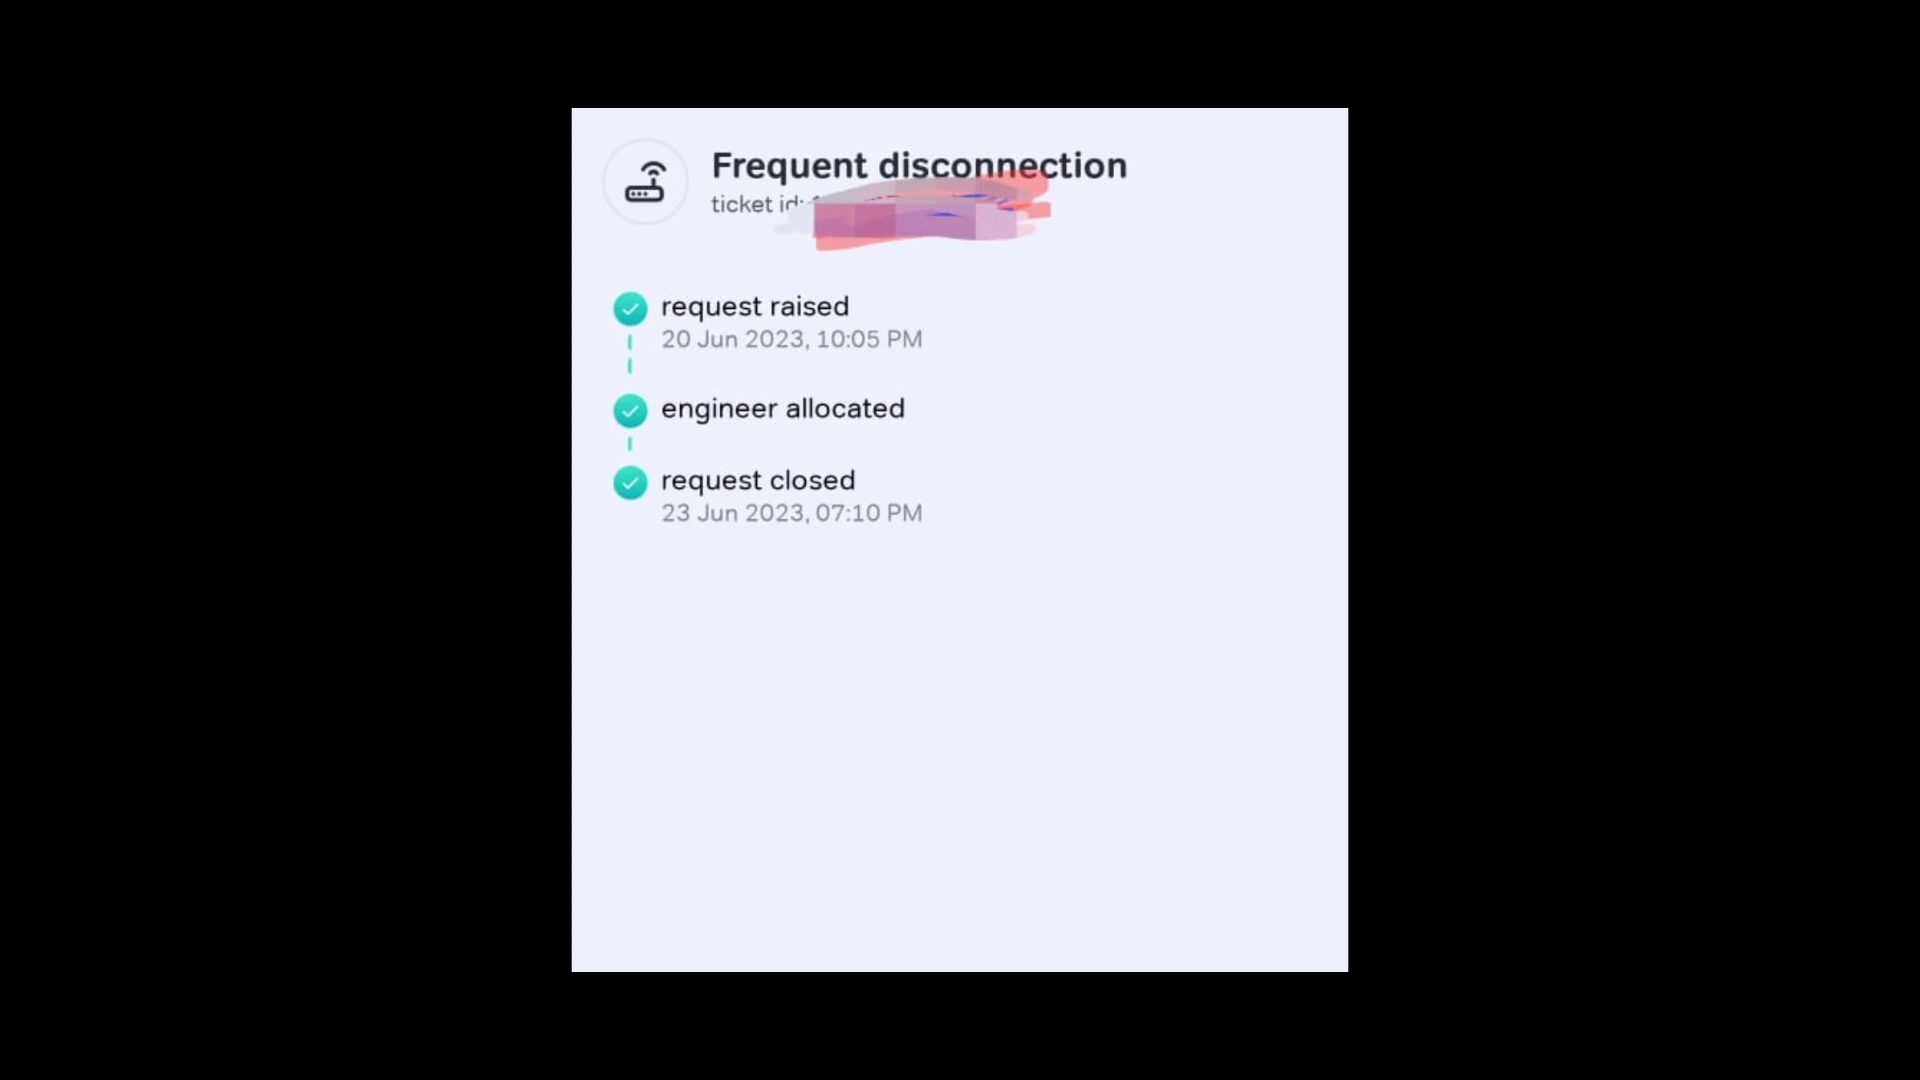 Frequent disconnection
ticket id:
request raised
20 Jun 2023, 10:05 PM
engineer allocated
request closed
23 Jun 2023, 07:10 PM